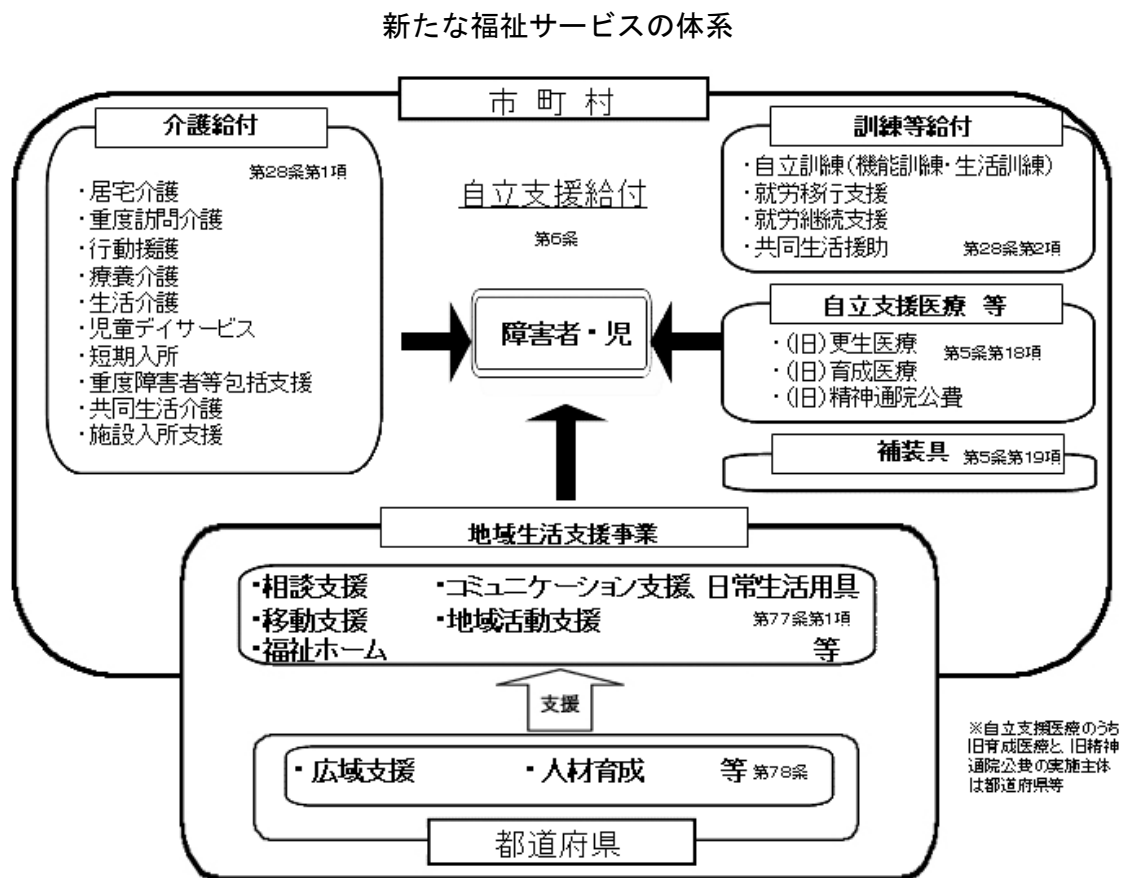 新たな福祉サービスの体系
市 町 村
介護給付
第28条第1項
・居宅介護
・重度訪問介護
・行動援護
・療養介護
・生活介護
・児童デイサービス
・短期入所
・重度障害者等包括支援
・共同生活介護
・施設入所支援
自立支援給付
第6条
障害者・児
訓練等給付
・自立訓練(機能訓練・生活訓練)
・就労移行支援
・就労継続支援
・共同生活援助 第28条第2項
自立支援医療 等
・(旧)更生医療 第5条第18項
・(旧)育成医療
・(旧)精神通院公費
補装具 第5条第19項
地域生活支援事業
・相談支援 ・コミュニケーション支援、日常生活用具
・移動支援 ・地域活動支援 第77条第1項
・福祉ホーム 等
支援
・広域支援 ・人材育成 等 第78条
都道府県
※自立支援医療のうち
旧育成医療と、旧精神
通院公費の実施主体
は都道府県等